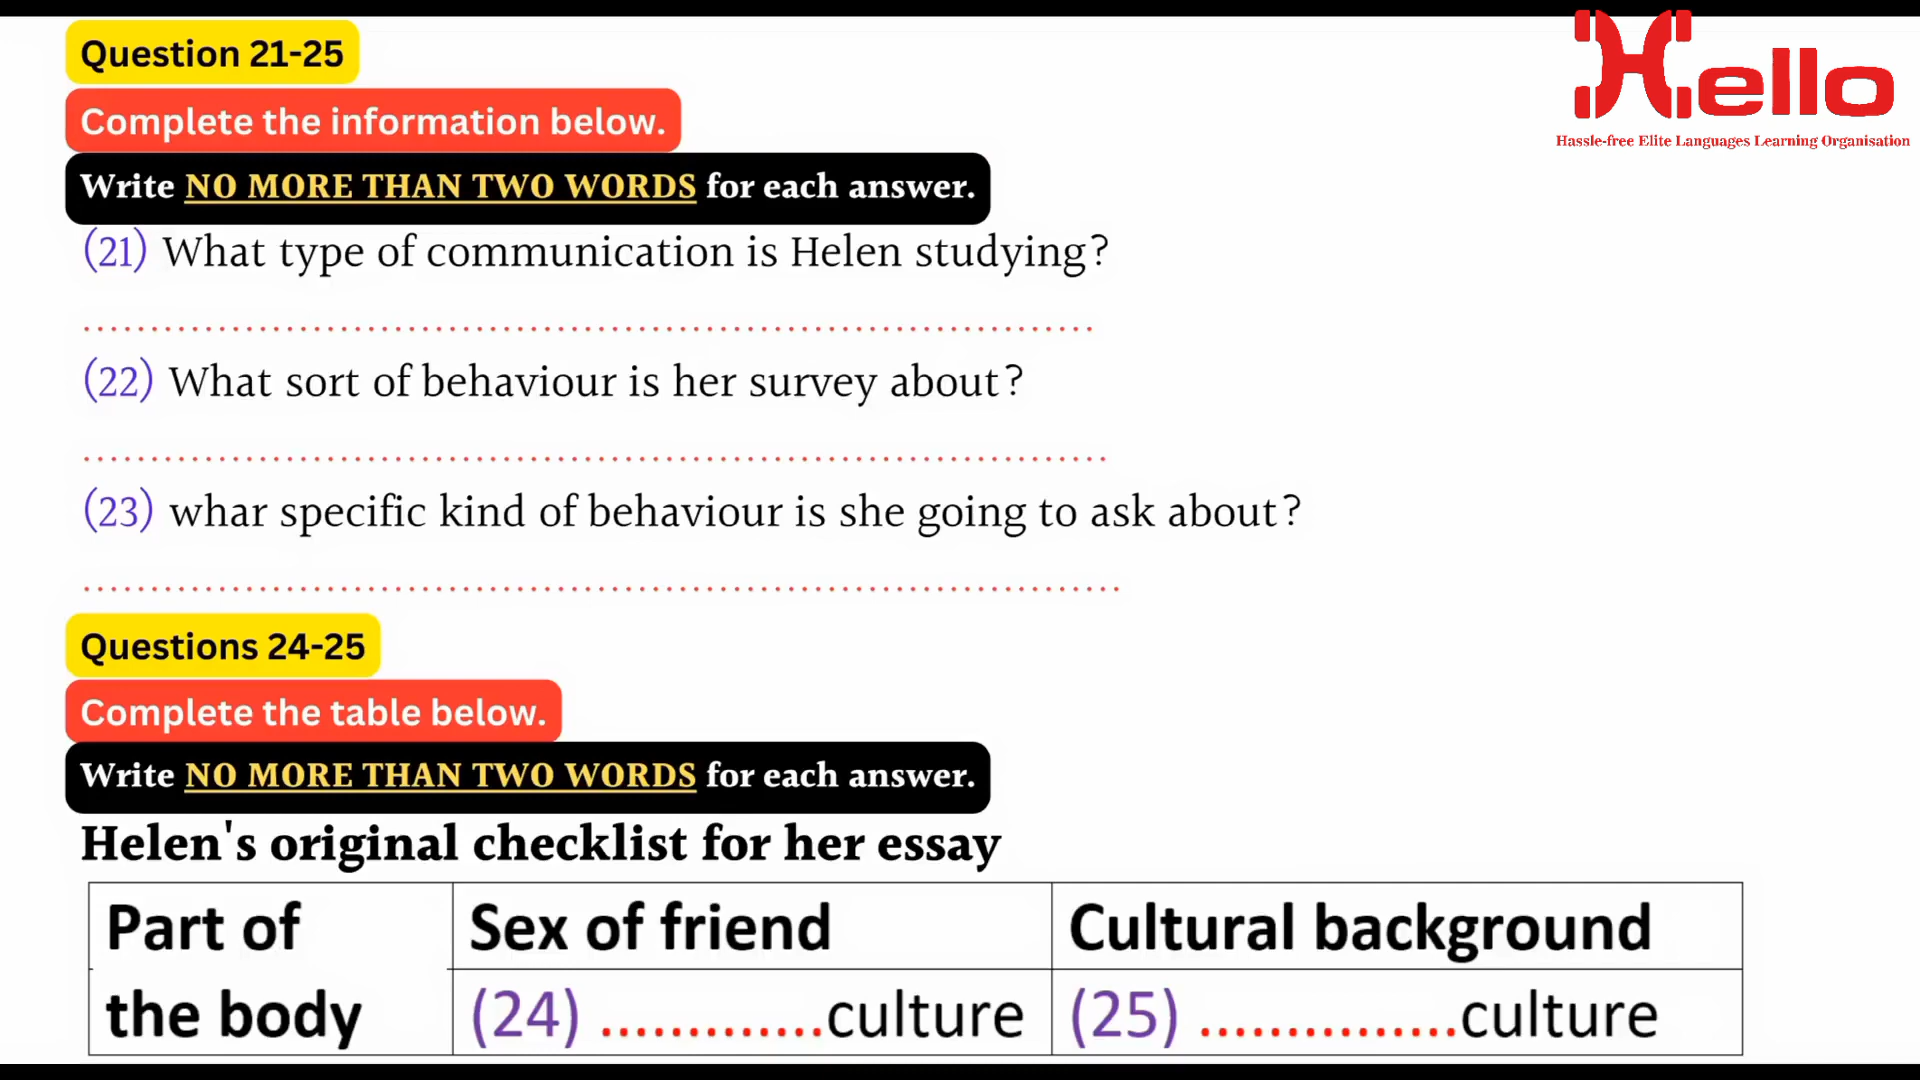 Question 21-25
Hello
Complete the information below.
Hassle-free Elite Languages Learning Organisation
Write NO MORE THAN TWO WORDS for each answer.
(21) What type of communication is Helen studying?
............................................................................
(22) What sort of behaviour is her survey about?
.............................................................................
(23) whar specific kind of behaviour is she going to ask about?
..............................................................................
Questions 24-25
Complete the table below.
Write NO MORE THAN TWO WORDS for each answer.
Helen's original checklist for her essay
Part of the body
Sex of friend
Cultural background
(24) .............culture
(25) ...............culture